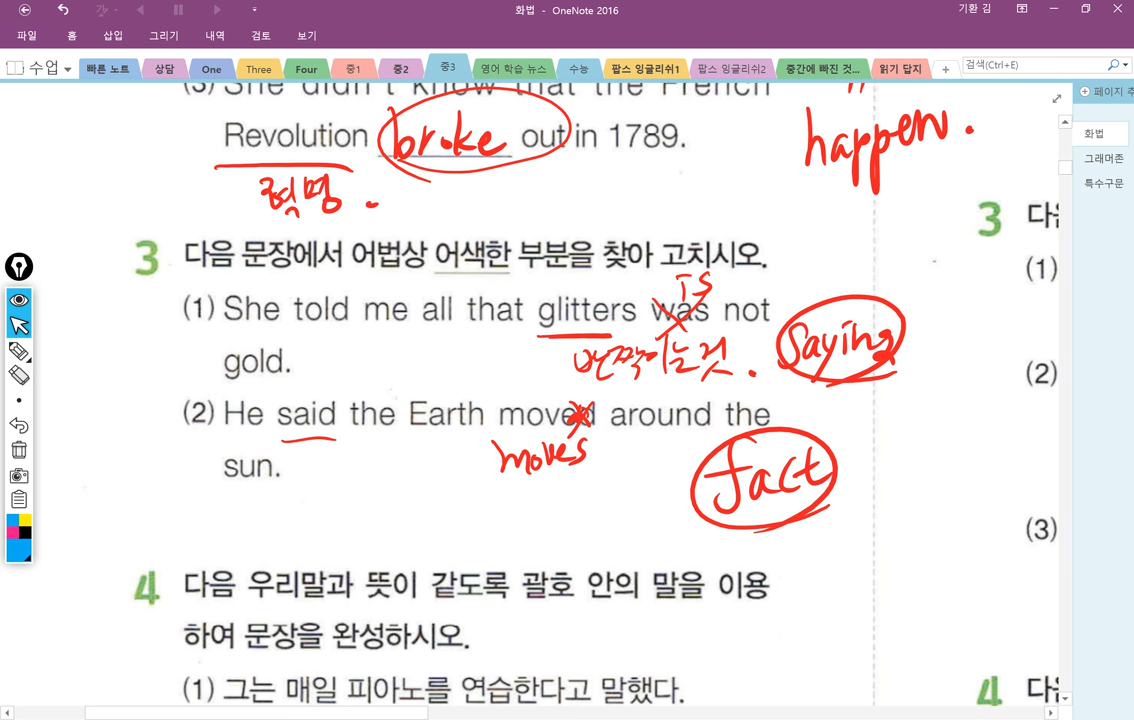 화법 - OneNote 2016
기환 김
파일 홈 삽입 그리기 내역 검토 보기
수업 빠른 노트 상담 One Three Four 중1 중2 중3 영어 학습 뉴스 수능 팝스 잉글리쉬1 팝스 잉글리쉬2 중간에 빠진 것... 읽기 답지 + 검색(Ctrl+E)
페이지 추
화법
그래머존
특수구문
(3) She didn't know that the French
Revolution broke out in 1789.
happen.
혁명.
3 다음 문장에서 어법상 어색한 부분을 찾아 고치시오.
is
(1) She told me all that glitters was not
gold.
반짝이는 것.
saying
(2) He said the Earth moved around the
sun.
moves
fact
4 다음 우리말과 뜻이 같도록 괄호 안의 말을 이용
하여 문장을 완성하시오.
(1) 그는 매일 피아노를 연습한다고 말했다.
3 다음
(1)
(2)
(3)
4 다